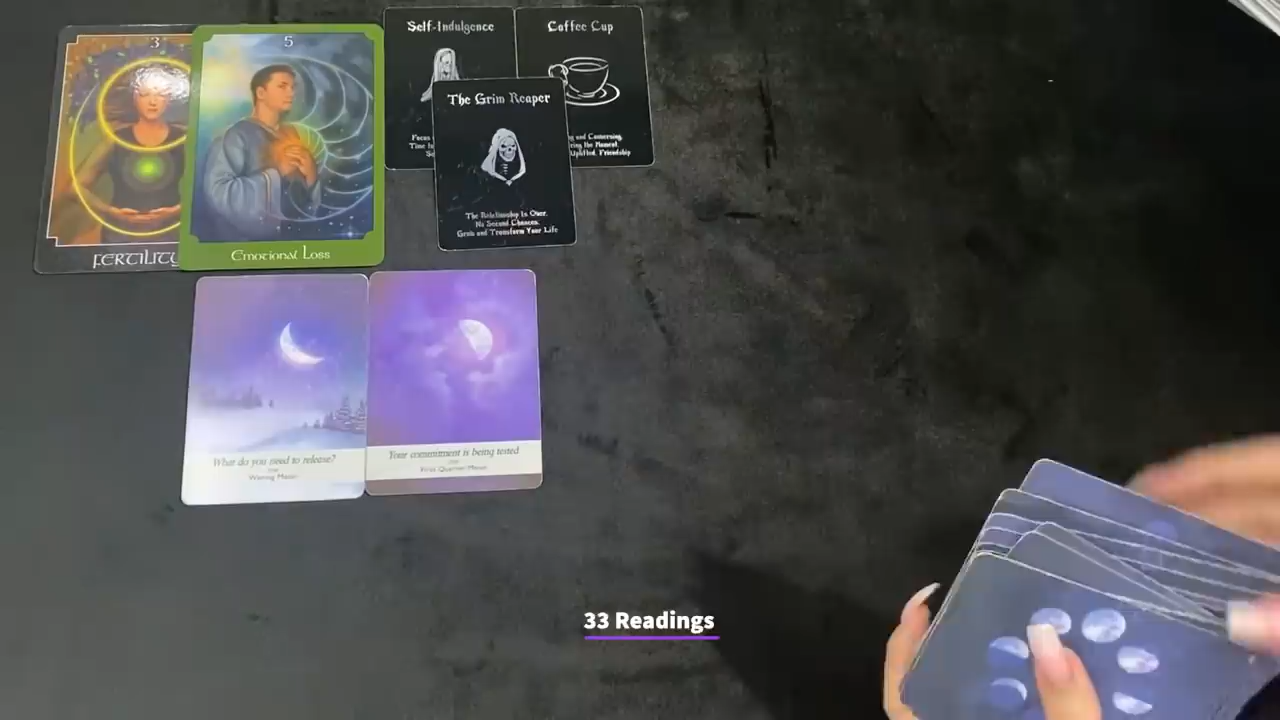 3
FERTILITY
5
Emotional Loss
Self-Indulgence
Focus
Time
Coffee Cup
and Conversing
the Moment.
Uplifted, Friendship
The Grim Reaper
The Relationship Is Over.
No Second Chances.
Grow and Transform Your Life
What do you need to release?
Waning Moon
Your commitment is being tested
First Quarter Moon
33 Readings